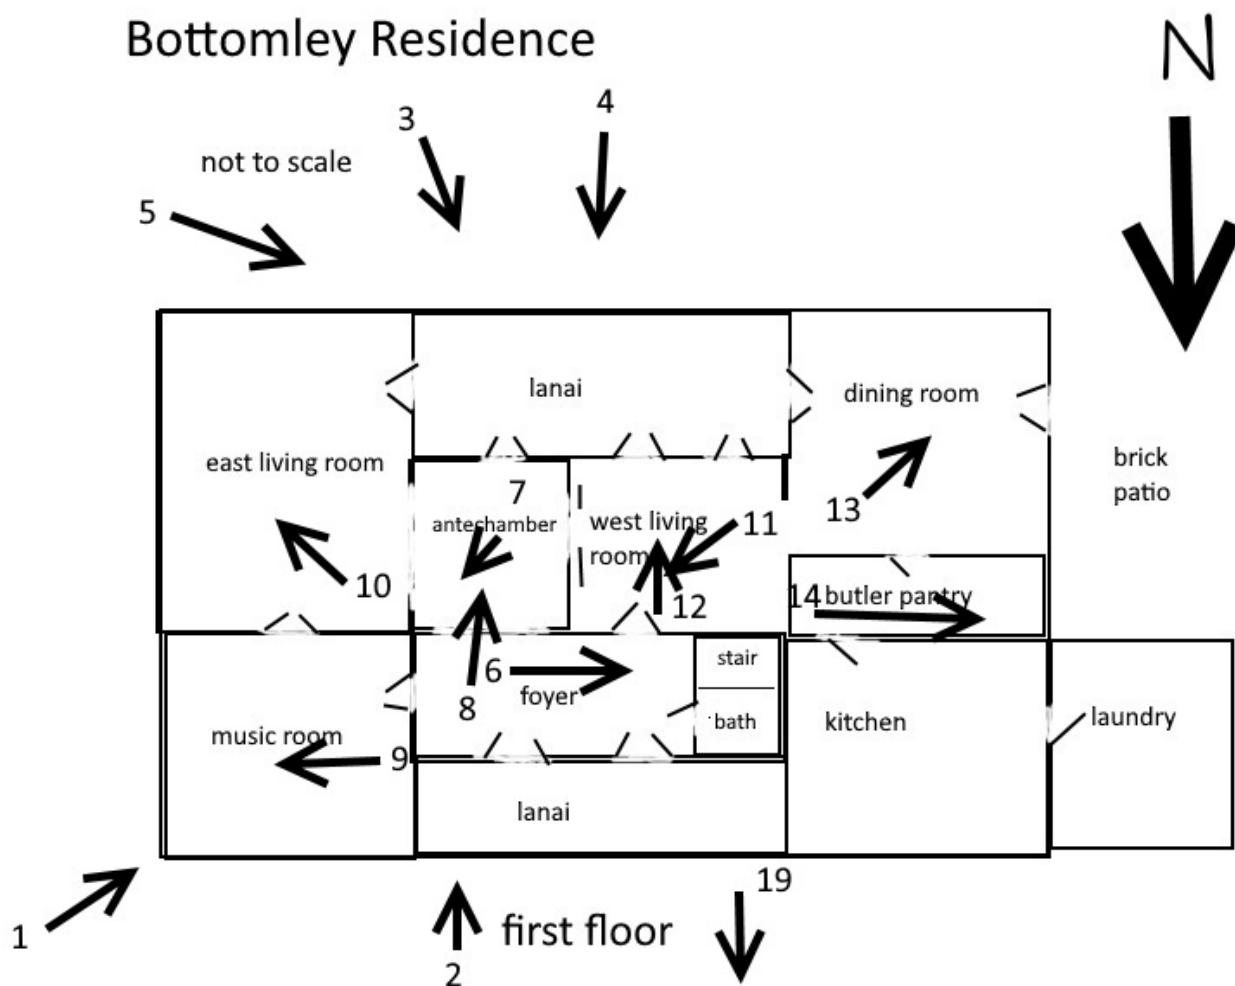 Bottomley Residence
N
3
4
not to scale
5
lanai
dining room
east living room
brick
patio
7
antechamber
west living
room
11
13
10
12
14
butler pantry
6
8
foyer
stair
bath
music room
9
kitchen
laundry
lanai
19
1
2
first floor